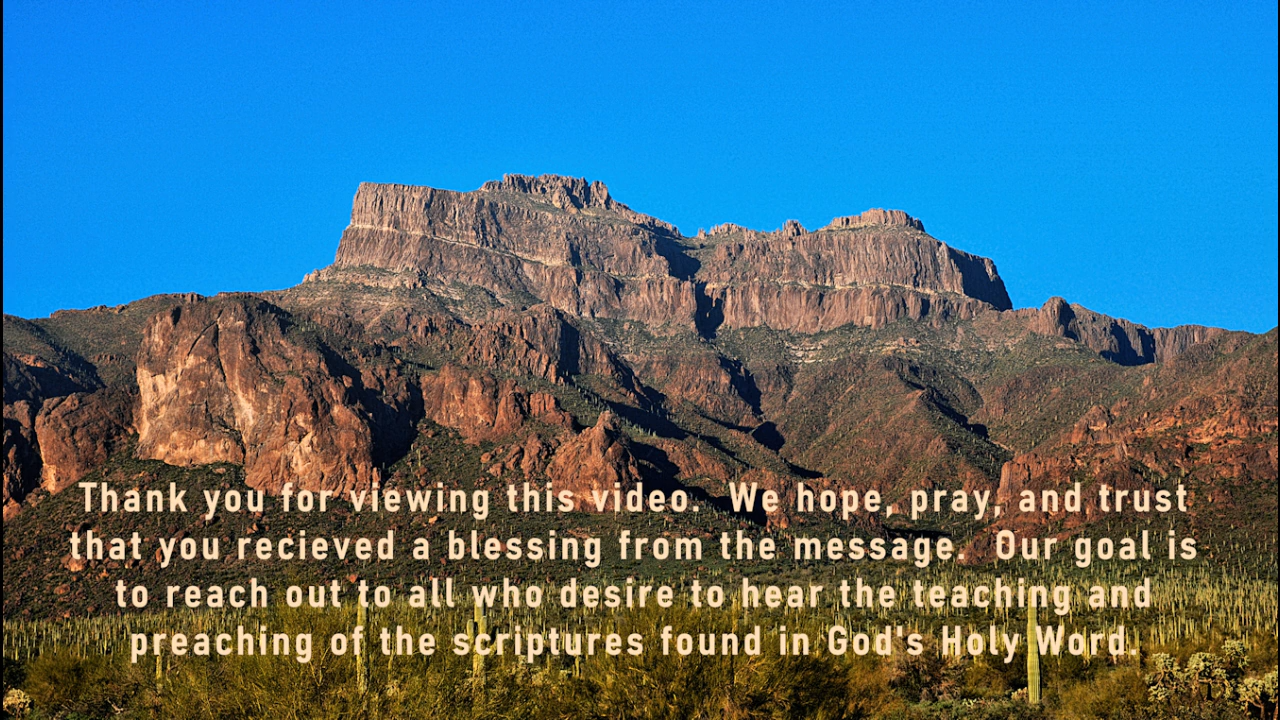 Thank you for viewing this video.  We hope, pray, and trust
that you recieved a blessing from the message.  Our goal is
to reach out to all who desire to hear the teaching and
preaching of the scriptures found in God's Holy Word.